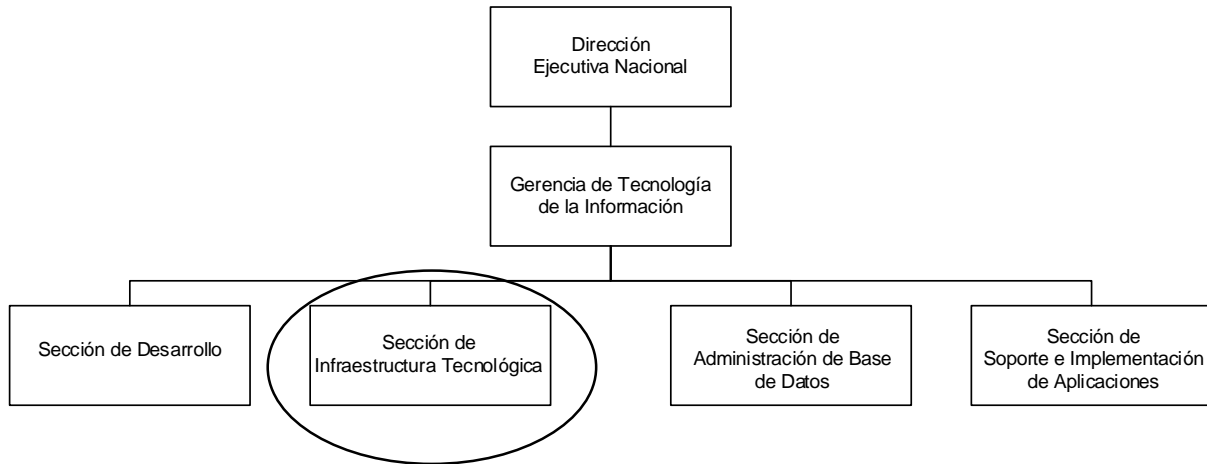 Dirección
Ejecutiva Nacional
Gerencia de Tecnología
de la Información
Sección de Desarrollo
Sección de
Infraestructura Tecnológica
Sección de
Administración de Base
de Datos
Sección de
Soporte e Implementación
de Aplicaciones